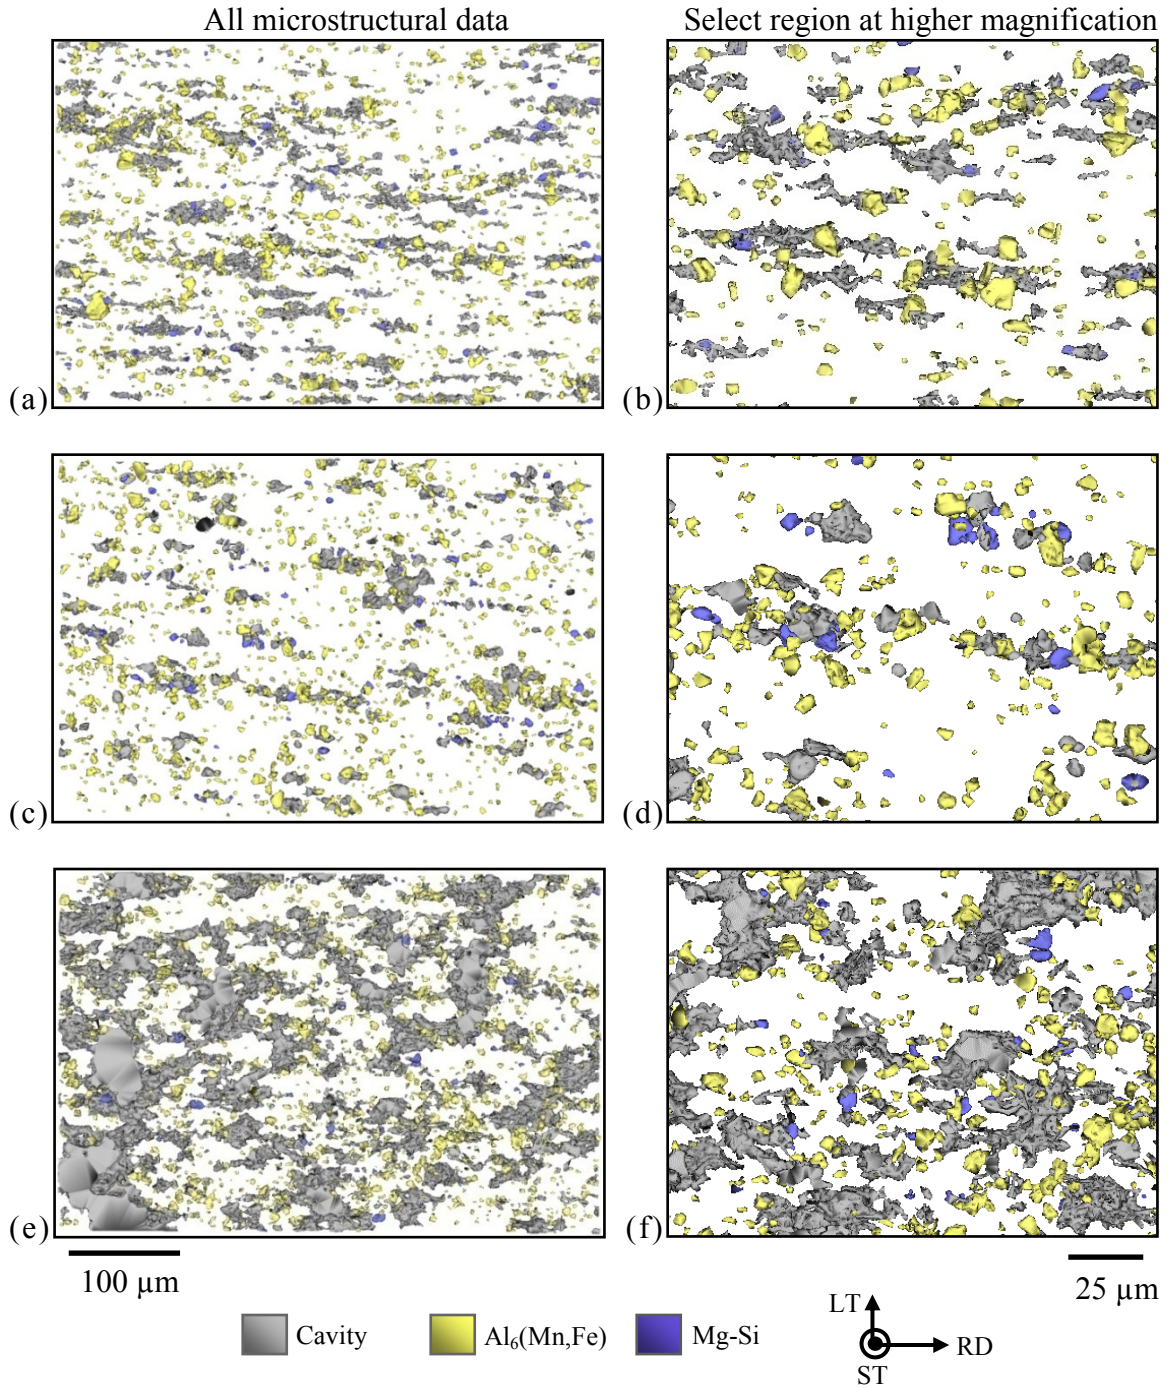 All microstructural data
Select region at higher magnification
(a)
(b)
(c)
(d)
(e)
(f)
100 µm
25 µm
Cavity
Al₆(Mn,Fe)
Mg-Si
LT
RD
ST